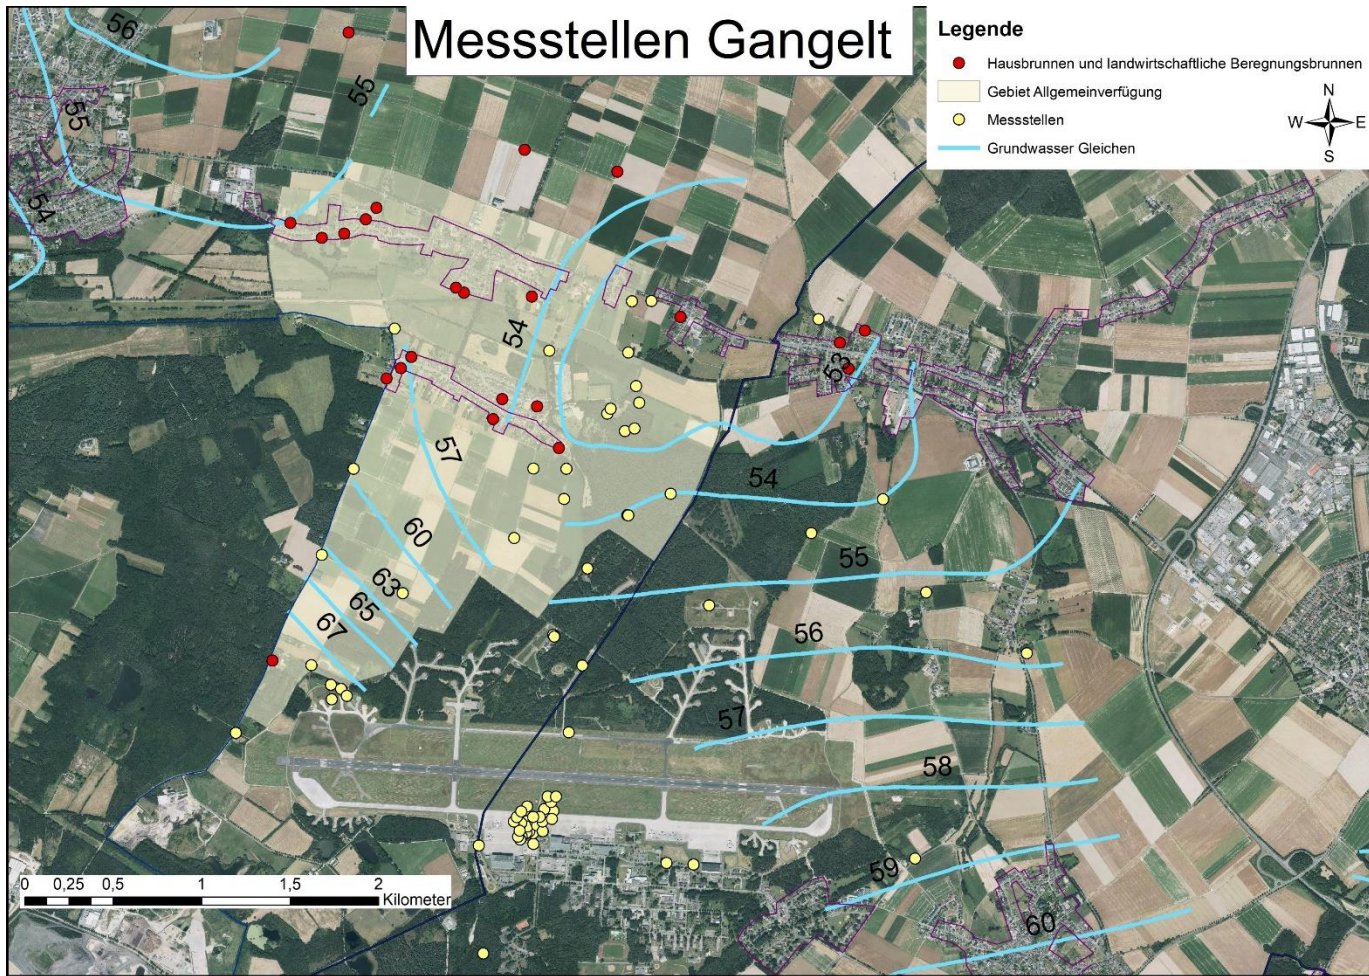 Messstellen Gangelt
Legende
Hausbrunnen und landwirtschaftliche Beregnungsbrunnen
Gebiet Allgemeinverfügung
Messstellen
Grundwasser Gleichen
N
W
E
S
56
55
55
54
54
53
57
54
60
55
63
65
56
67
57
58
59
60
0
0,25
0,5
1
1,5
2
Kilometer